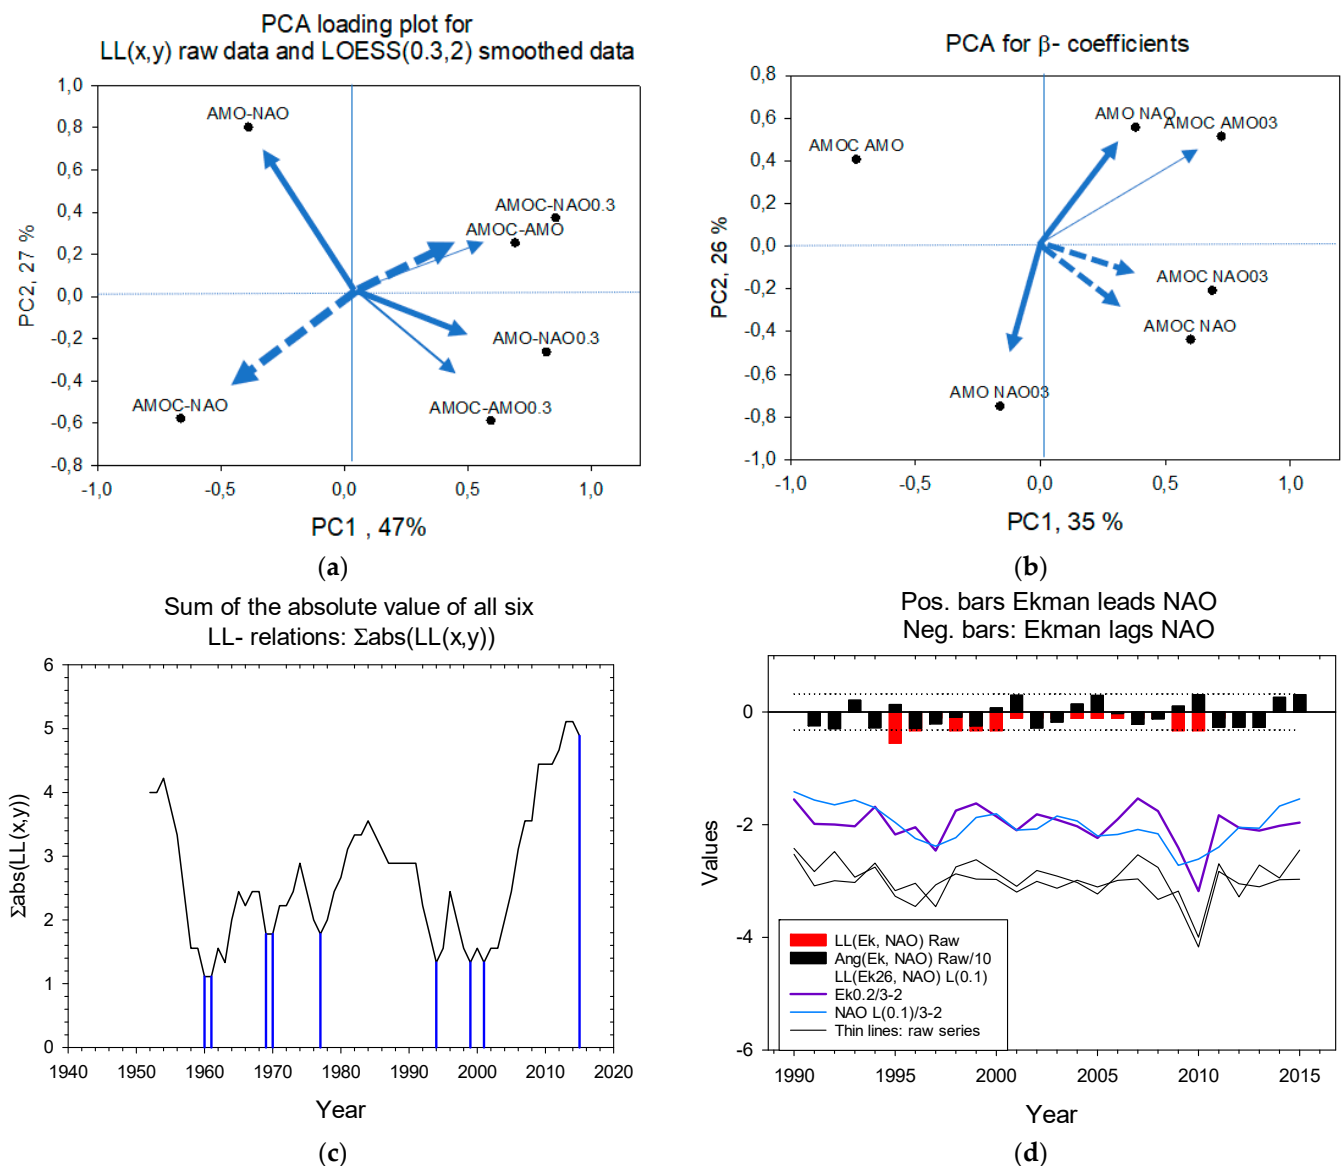 PCA loading plot for
LL(x,y) raw data and LOESS(0.3,2) smoothed data
1,0
0,8
0,6
0,4
0,2
0,0
-0,2
-0,4
-0,6
-0,8
PC2, 27 %
AMO-NAO
AMOC-NAO0.3
AMOC-AMO
AMO-NAO0.3
AMOC-NAO
AMOC-AMO0.3
-1,0
-0,5
0,0
0,5
1,0
PC1 , 47%
(a)
PCA for β- coefficients
0,8
0,6
0,4
0,2
0,0
-0,2
-0,4
-0,6
-0,8
-1,0
PC2, 26 %
AMO NAO
AMOC AMO03
AMOC AMO
AMOC NAO03
AMOC NAO
AMO NAO03
-1,0
-0,5
0,0
0,5
1,0
PC1, 35 %
(b)
Sum of the absolute value of all six
LL- relations: Σabs(LL(x,y))
6
5
4
3
2
1
0
Σabs(LL(x,y))
1940
1950
1960
1970
1980
1990
2000
2010
2020
Year
(c)
Pos. bars Ekman leads NAO
Neg. bars: Ekman lags NAO
0
-2
-4
-6
Values
LL(Ek, NAO) Raw
Ang(Ek, NAO) Raw/10
LL(Ek26, NAO) L(0.1)
Ek0.2/3-2
NAO L(0.1)/3-2
Thin lines: raw series
1990
1995
2000
2005
2010
2015
Year
(d)